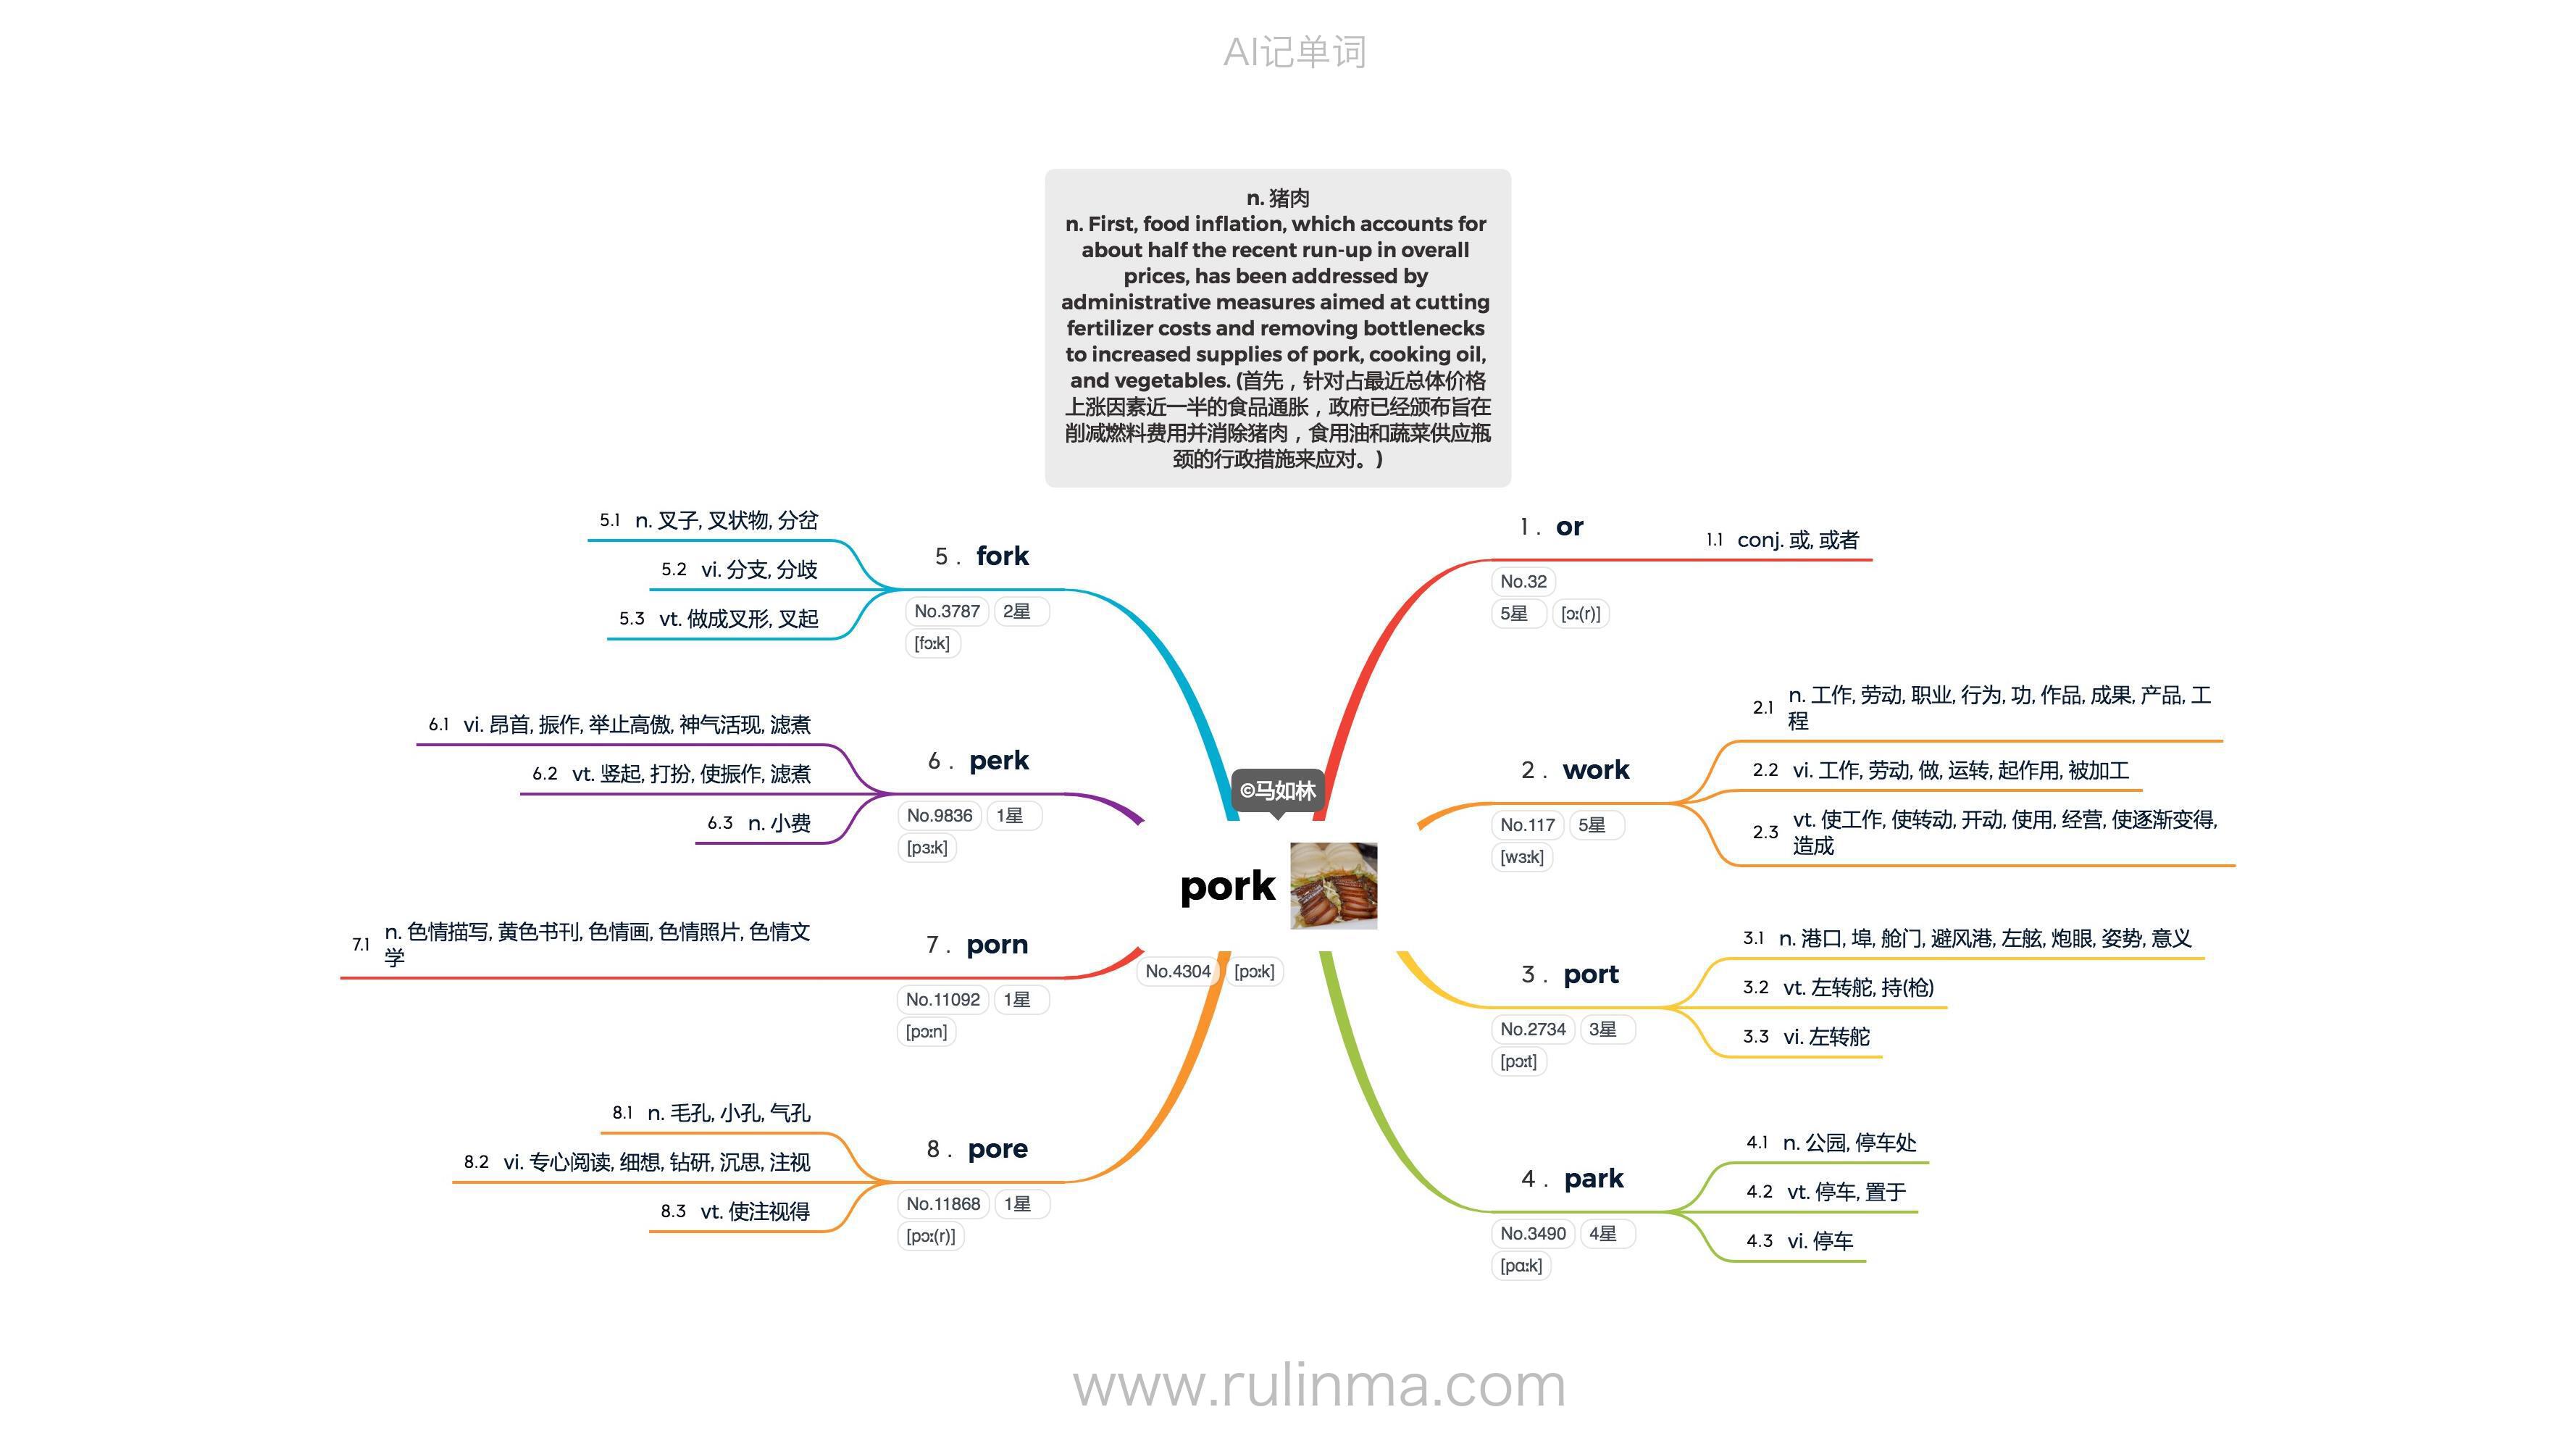 AI记单词
n. 猪肉
n. First, food inflation, which accounts for
about half the recent run-up in overall
prices, has been addressed by
administrative measures aimed at cutting
fertilizer costs and removing bottlenecks
to increased supplies of pork, cooking oil,
and vegetables. (首先，针对占最近总体价格
上涨因素近一半的食品通胀，政府已经颁布旨在
削减燃料费用并消除猪肉，食用油和蔬菜供应瓶
颈的行政措施来应对。)
©马如林
pork
No.4304 [pɔːk]
1. or
No.32
5星 [ɔː(r)]
1.1 conj. 或, 或者
2. work
No.117 5星
[wɜːk]
2.1 n. 工作, 劳动, 职业, 行为, 功, 作品, 成果, 产品, 工
程
2.2 vi. 工作, 劳动, 做, 运转, 起作用, 被加工
2.3 vt. 使工作, 使转动, 开动, 使用, 经营, 使逐渐变得,
造成
3. port
No.2734 3星
[pɔːt]
3.1 n. 港口, 埠, 舱门, 避风港, 左舷, 炮眼, 姿势, 意义
3.2 vt. 左转舵, 持(枪)
3.3 vi. 左转舵
4. park
No.3490 4星
[pɑːk]
4.1 n. 公园, 停车处
4.2 vt. 停车, 置于
4.3 vi. 停车
5. fork
No.3787 2星
[fɔːk]
5.1 n. 叉子, 叉状物, 分岔
5.2 vi. 分支, 分歧
5.3 vt. 做成叉形, 叉起
6. perk
No.9836 1星
[pɜːk]
6.1 vi. 昂首, 振作, 举止高傲, 神气活现, 滤煮
6.2 vt. 竖起, 打扮, 使振作, 滤煮
6.3 n. 小费
7. porn
No.11092 1星
[pɔːn]
7.1 n. 色情描写, 黄色书刊, 色情画, 色情照片, 色情文
学
8. pore
No.11868 1星
[pɔː(r)]
8.1 n. 毛孔, 小孔, 气孔
8.2 vi. 专心阅读, 细想, 钻研, 沉思, 注视
8.3 vt. 使注视得
www.rulinma.com